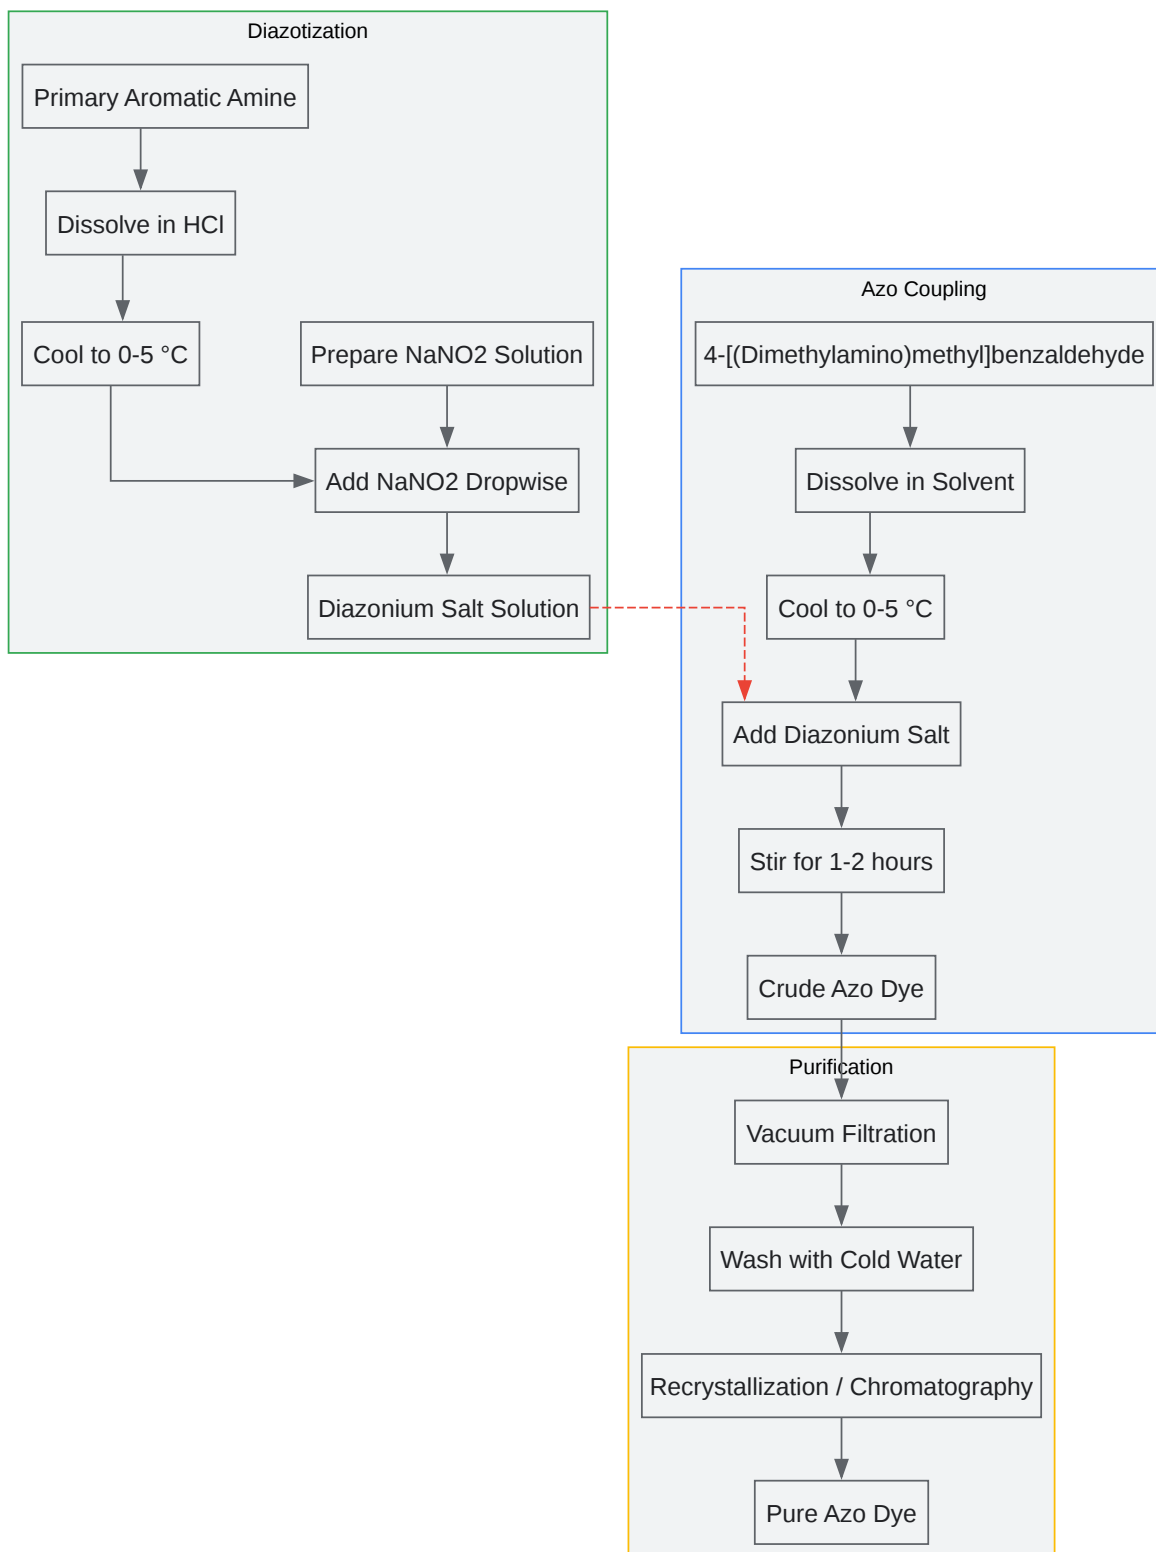 Diazotization
Primary Aromatic Amine
Dissolve in HCl
Cool to 0-5 °C
Prepare NaNO2 Solution
Add NaNO2 Dropwise
Diazonium Salt Solution
Azo Coupling
4-[(Dimethylamino)methyl]benzaldehyde
Dissolve in Solvent
Cool to 0-5 °C
Add Diazonium Salt
Stir for 1-2 hours
Crude Azo Dye
Purification
Vacuum Filtration
Wash with Cold Water
Recrystallization / Chromatography
Pure Azo Dye